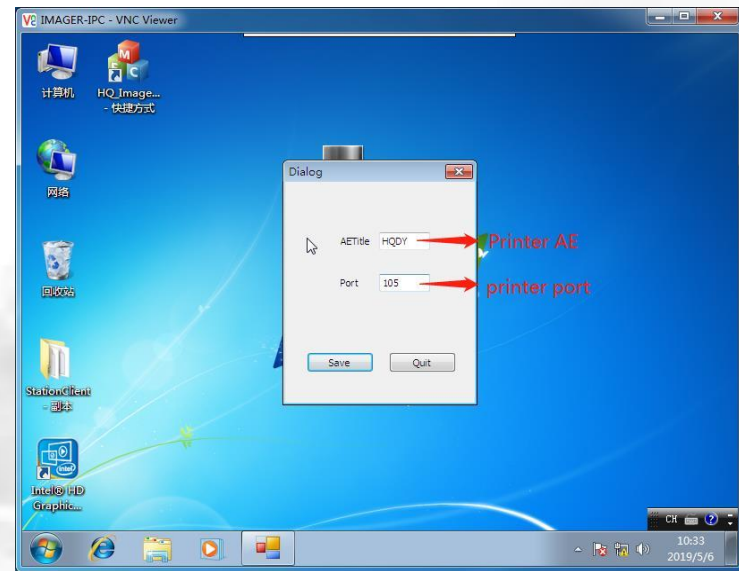 IMAGER-IPC - VNC Viewer
计算机
HQ_Image...
- 快捷方式
网络
回收站
StationClient
- 副本
Intel® HD
Graphic...
Dialog
AETitle HQDY Printer AE
Port 105 printer port
Save Quit
CH
10:33
2019/5/6